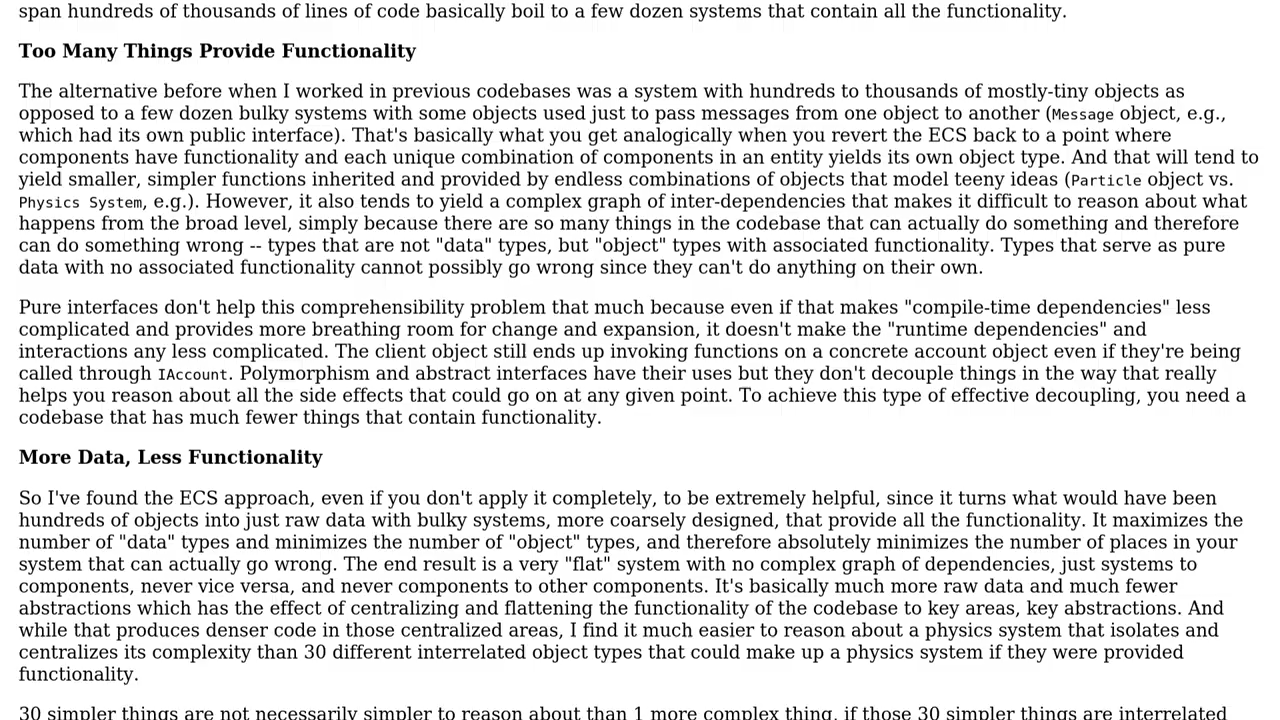 span hundreds of thousands of lines of code basically boil to a few dozen systems that contain all the functionality.
Too Many Things Provide Functionality
The alternative before when I worked in previous codebases was a system with hundreds to thousands of mostly-tiny objects as
opposed to a few dozen bulky systems with some objects used just to pass messages from one object to another (Message object, e.g.,
which had its own public interface). That's basically what you get analogically when you revert the ECS back to a point where
components have functionality and each unique combination of components in an entity yields its own object type. And that will tend to
yield smaller, simpler functions inherited and provided by endless combinations of objects that model teeny ideas (Particle object vs.
Physics System, e.g.). However, it also tends to yield a complex graph of inter-dependencies that makes it difficult to reason about what
happens from the broad level, simply because there are so many things in the codebase that can actually do something and therefore
can do something wrong -- types that are not "data" types, but "object" types with associated functionality. Types that serve as pure
data with no associated functionality cannot possibly go wrong since they can't do anything on their own.
Pure interfaces don't help this comprehensibility problem that much because even if that makes "compile-time dependencies" less
complicated and provides more breathing room for change and expansion, it doesn't make the "runtime dependencies" and
interactions any less complicated. The client object still ends up invoking functions on a concrete account object even if they're being
called through IAccount. Polymorphism and abstract interfaces have their uses but they don't decouple things in the way that really
helps you reason about all the side effects that could go on at any given point. To achieve this type of effective decoupling, you need a
codebase that has much fewer things that contain functionality.
More Data, Less Functionality
So I've found the ECS approach, even if you don't apply it completely, to be extremely helpful, since it turns what would have been
hundreds of objects into just raw data with bulky systems, more coarsely designed, that provide all the functionality. It maximizes the
number of "data" types and minimizes the number of "object" types, and therefore absolutely minimizes the number of places in your
system that can actually go wrong. The end result is a very "flat" system with no complex graph of dependencies, just systems to
components, never vice versa, and never components to other components. It's basically much more raw data and much fewer
abstractions which has the effect of centralizing and flattening the functionality of the codebase to key areas, key abstractions. And
while that produces denser code in those centralized areas, I find it much easier to reason about a physics system that isolates and
centralizes its complexity than 30 different interrelated object types that could make up a physics system if they were provided
functionality.
30 simpler things are not necessarily simpler to reason about than 1 more complex thing, if those 30 simpler things are interrelated